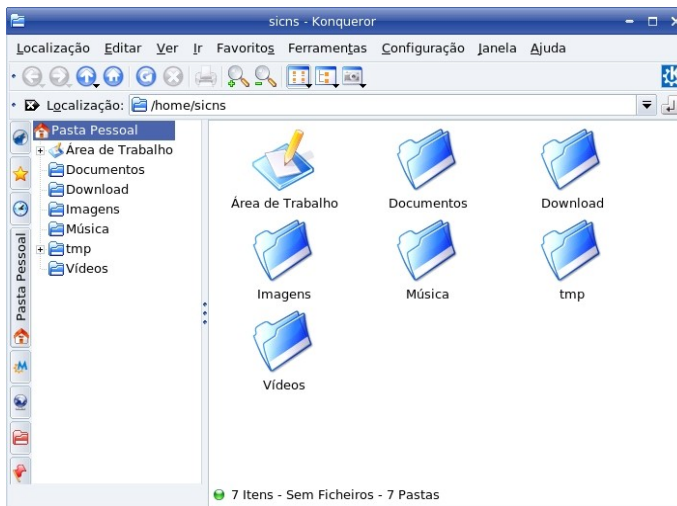 sicns - Konqueror
Localização Editar Ver Ir Favoritos Ferramentas Configuração Janela Ajuda
Localização: /home/sicns
Pasta Pessoal
Área de Trabalho
Documentos
Download
Imagens
Música
tmp
Vídeos
Pasta Pessoal
Área de Trabalho Documentos Download
Imagens Música tmp
Vídeos
7 Itens - Sem Ficheiros - 7 Pastas